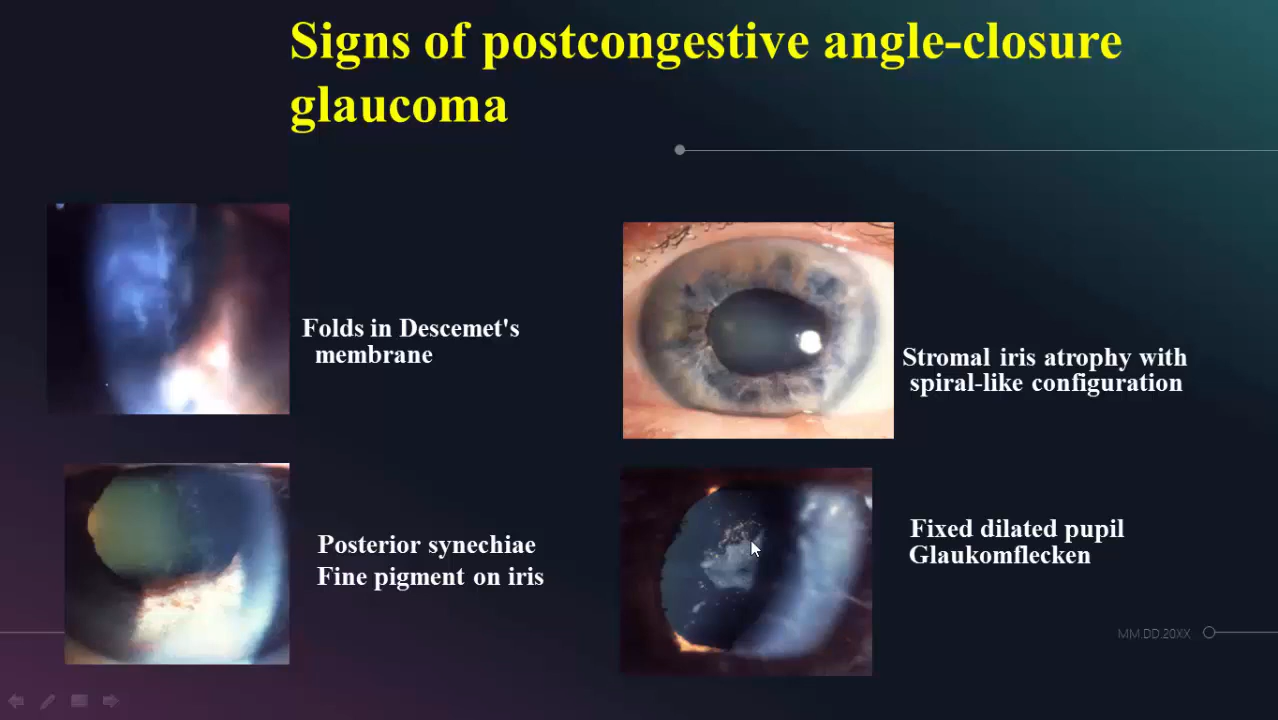 Signs of postcongestive angle-closure
glaucoma
Folds in Descemet's
membrane
Stromal iris atrophy with
spiral-like configuration
Posterior synechiae
Fine pigment on iris
Fixed dilated pupil
Glaukomflecken
MM.DD.20XX